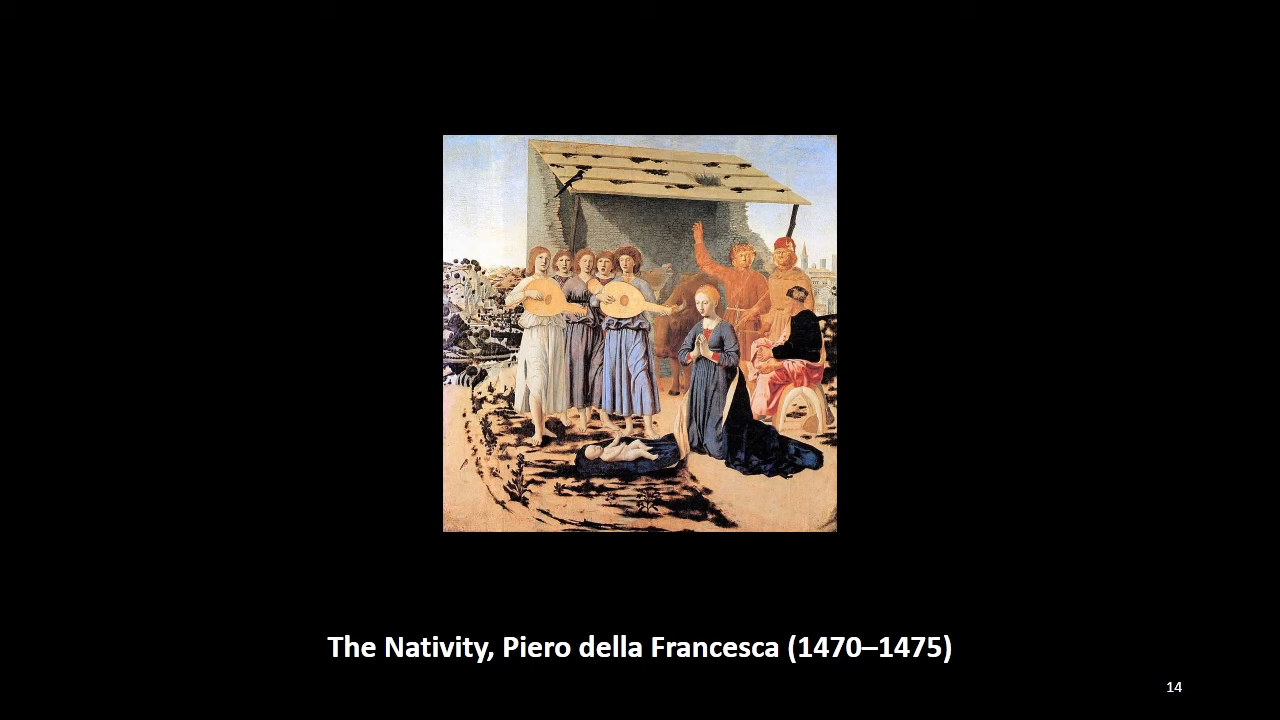 The Nativity, Piero della Francesca (1470–1475)
14